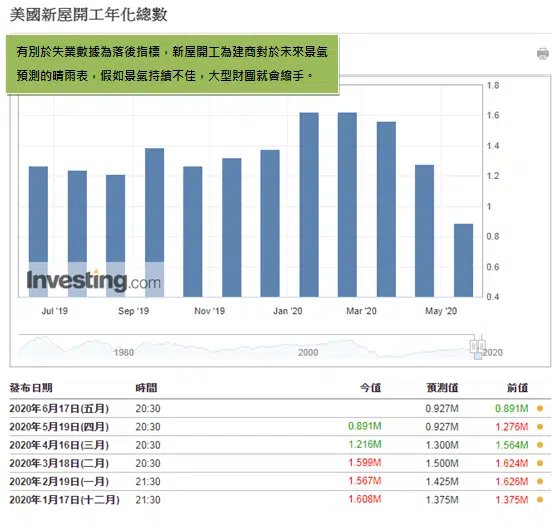 美國新屋開工年化總數
有別於失業數據為落後指標，新屋開工為建商對於未來景氣
預測的晴雨表，假如景氣持續不佳，大型財團就會縮手。
1.8
1.6
1.4
1.2
1
0.8
0.6
0.4
Investing.com
Jul '19 Sep '19 Nov '19 Jan '20 Mar '20 May '20
1980 2000 2020
發布日期 時間 今值 預測值 前值
2020年6月17日(五月) 20:30 0.927M 0.891M
2020年5月19日(四月) 20:30 0.891M 0.927M 1.276M
2020年4月16日(三月) 20:30 1.216M 1.300M 1.564M
2020年3月18日(二月) 20:30 1.599M 1.500M 1.624M
2020年2月19日(一月) 21:30 1.567M 1.425M 1.626M
2020年1月17日(十二月) 21:30 1.608M 1.375M 1.375M